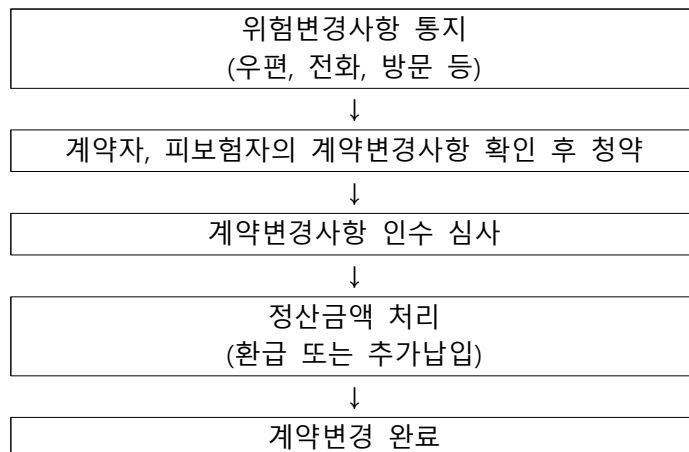 위험변경사항 통지
(우편, 전화, 방문 등)
↓
계약자, 피보험자의 계약변경사항 확인 후 청약
↓
계약변경사항 인수 심사
↓
정산금액 처리
(환급 또는 추가납입)
↓
계약변경 완료